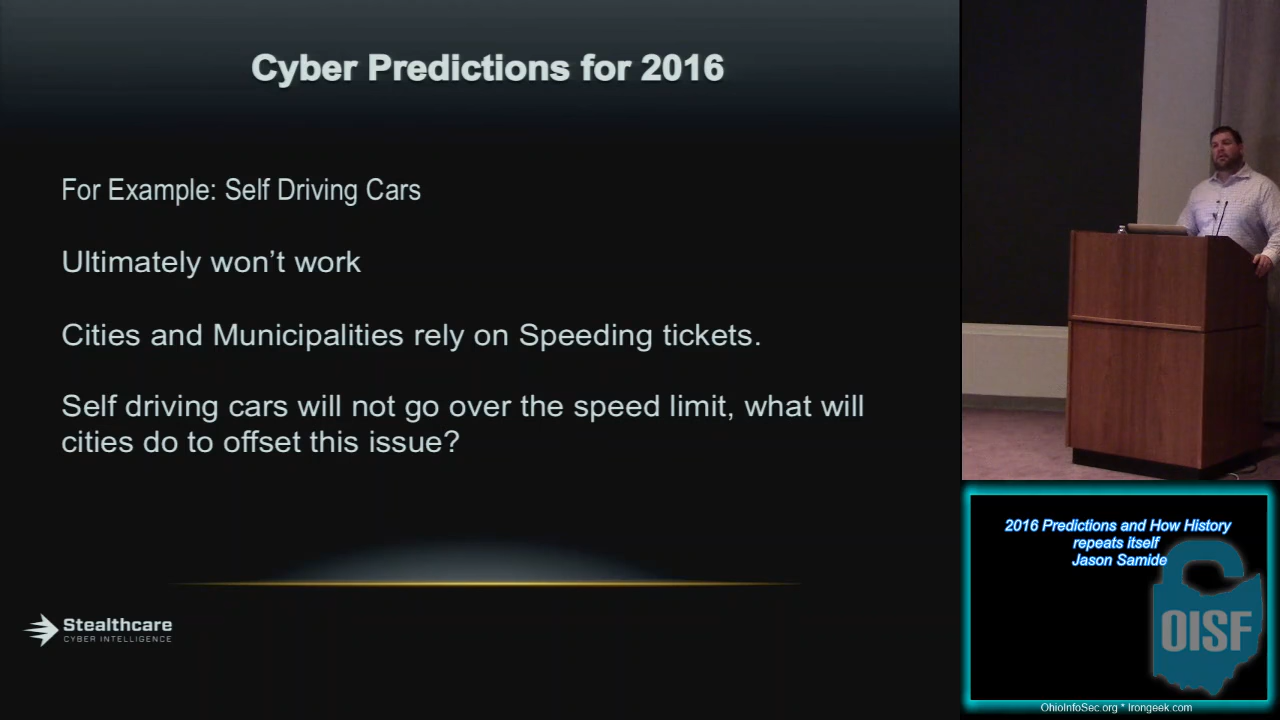 Cyber Predictions for 2016
For Example: Self Driving Cars
Ultimately won't work
Cities and Municipalities rely on Speeding tickets.
Self driving cars will not go over the speed limit, what will
cities do to offset this issue?
Stealthcare
CYBER INTELLIGENCE
2016 Predictions and How History
repeats itself
Jason Samide
OISF
OhioInfoSec.org * Irongeek.com